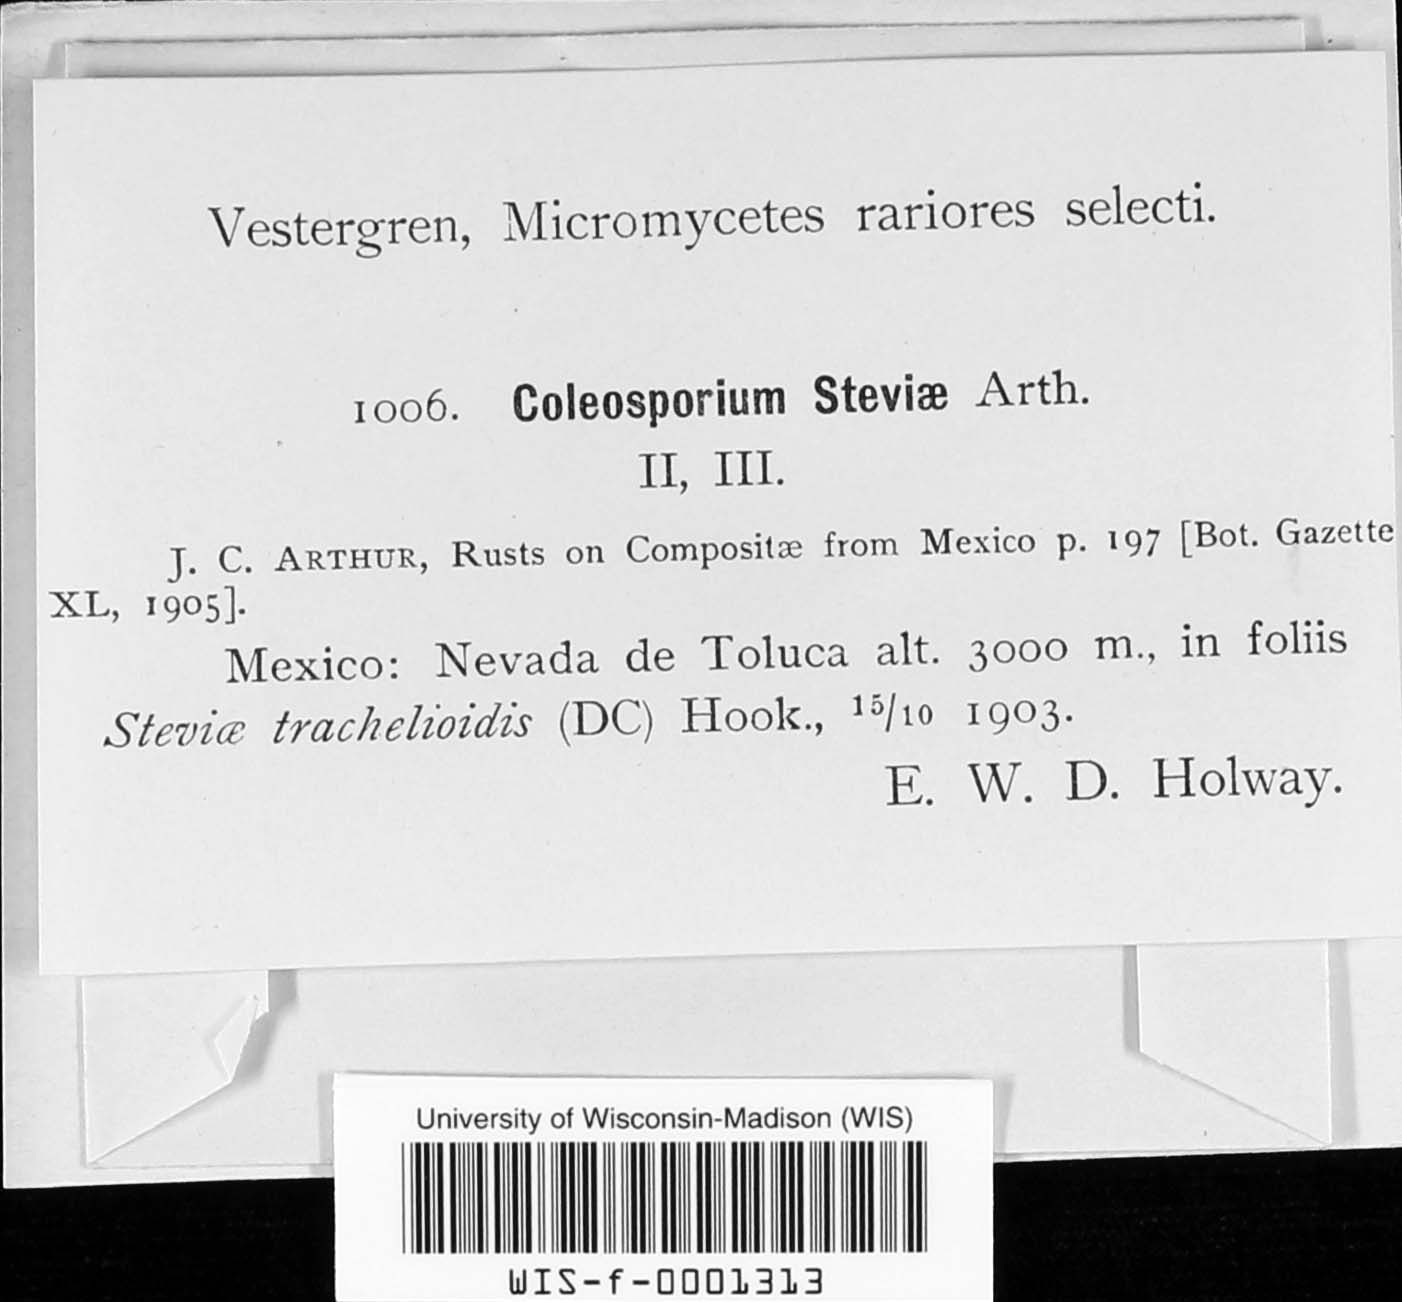 Vestergren, Micromycetes rariores selecti.
1006. Coleosporium Steviæ Arth.
II, III.
J. C. ARTHUR, Rusts on Compositæ from Mexico p. 197 [Bot. Gazette
XL, 1905].
Mexico: Nevada de Toluca alt. 3000 m., in foliis
Steviæ trachelioidis (DC) Hook., 15/10 1903.
E. W. D. Holway.
University of Wisconsin-Madison (WIS)
WIS-f-0001313